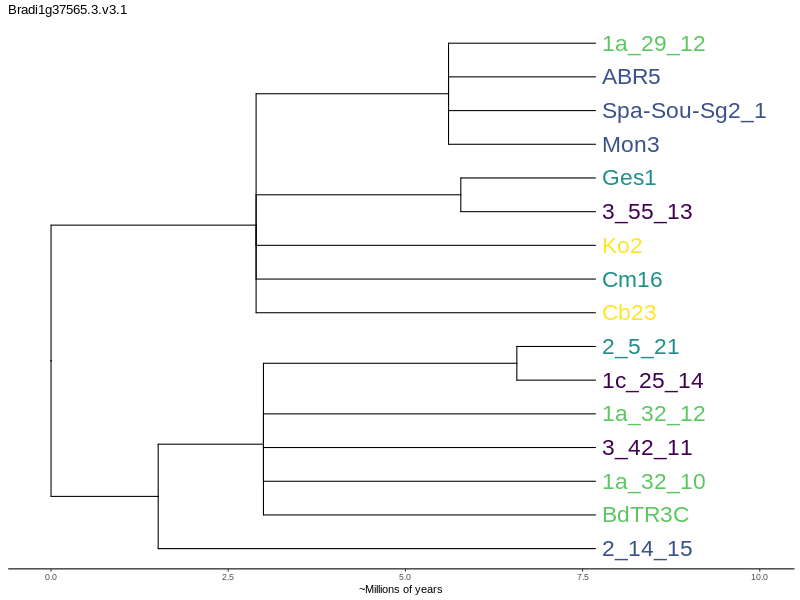 Bradi1g37565.3.v3.1
1a_29_12
ABR5
Spa-Sou-Sg2_1
Mon3
Ges1
3_55_13
Ko2
Cm16
Cb23
2_5_21
1c_25_14
1a_32_12
3_42_11
1a_32_10
BdTR3C
2_14_15
0.0 2.5 5.0 7.5 10.0
~Millions of years